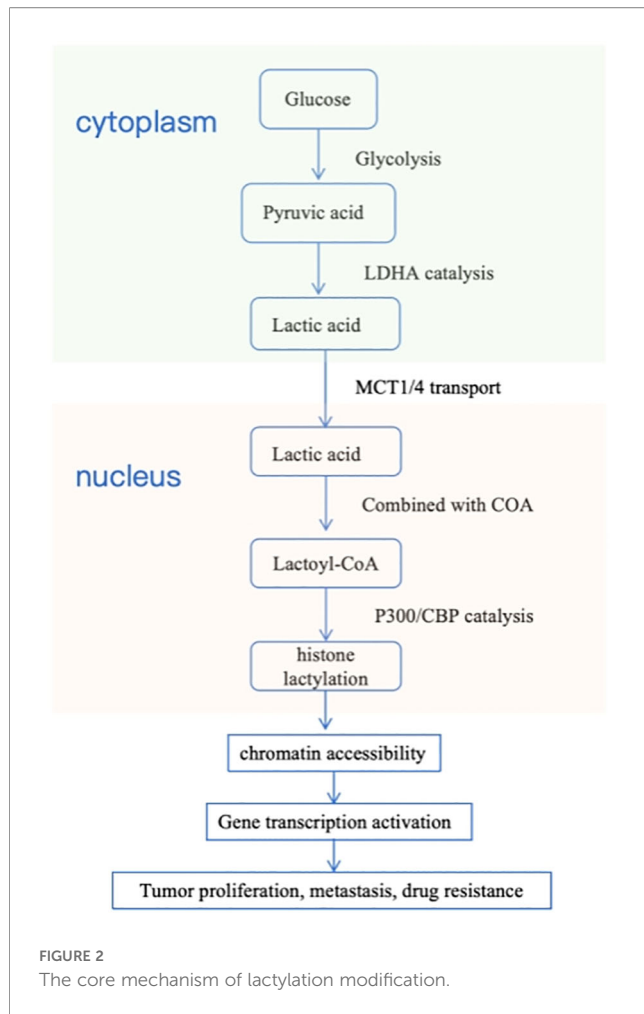 cytoplasm
Glucose
Glycolysis
Pyruvic acid
LDHA catalysis
Lactic acid
MCT1/4 transport
nucleus
Lactic acid
Combined with COA
Lactoyl-CoA
P300/CBP catalysis
histone
lactylation
chromatin accessibility
Gene transcription activation
Tumor proliferation, metastasis, drug resistance
FIGURE 2
The core mechanism of lactylation modification.